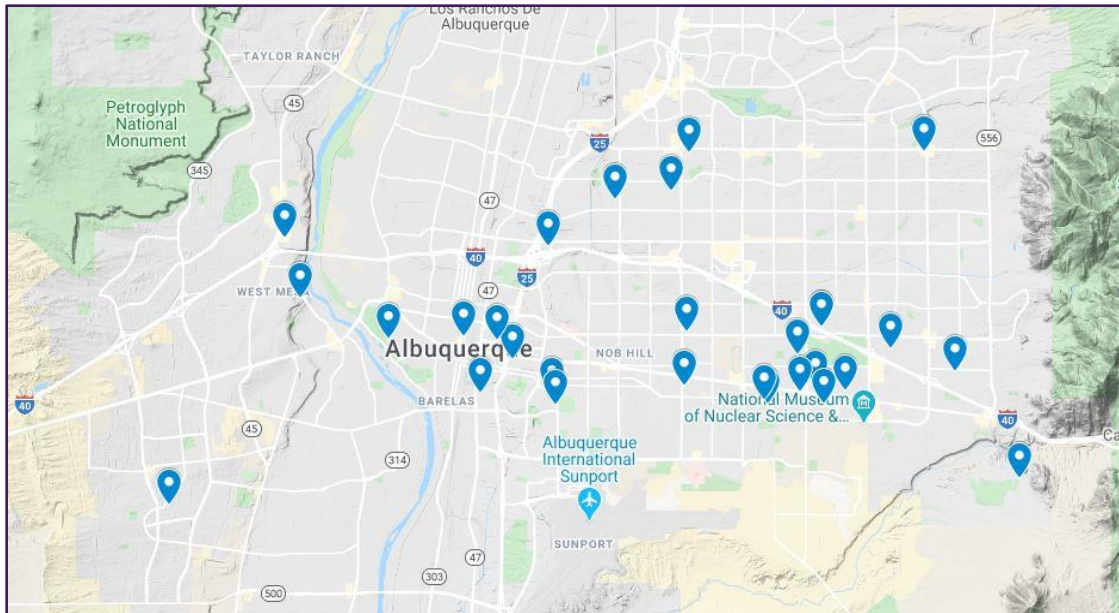 Los Ranchos De
Albuquerque
TAYLOR RANCH
45
Petroglyph
National
Monument
25
556
345
47
40
25
WEST MESA
47
40
Albuquerque
NOB HILL
BARELAS
National Museum
of Nuclear Science &...
40
40
45
Albuquerque
International
Sunport
314
Ca
SUNPORT
47
303
500